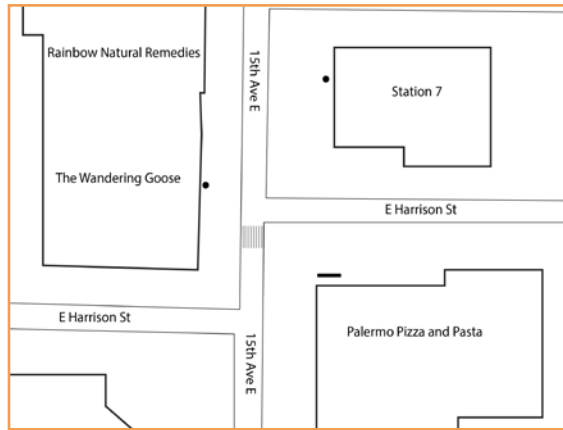 Rainbow Natural Remedies
15th Ave E
Station 7
The Wandering Goose
E Harrison St
E Harrison St
15th Ave E
Palermo Pizza and Pasta